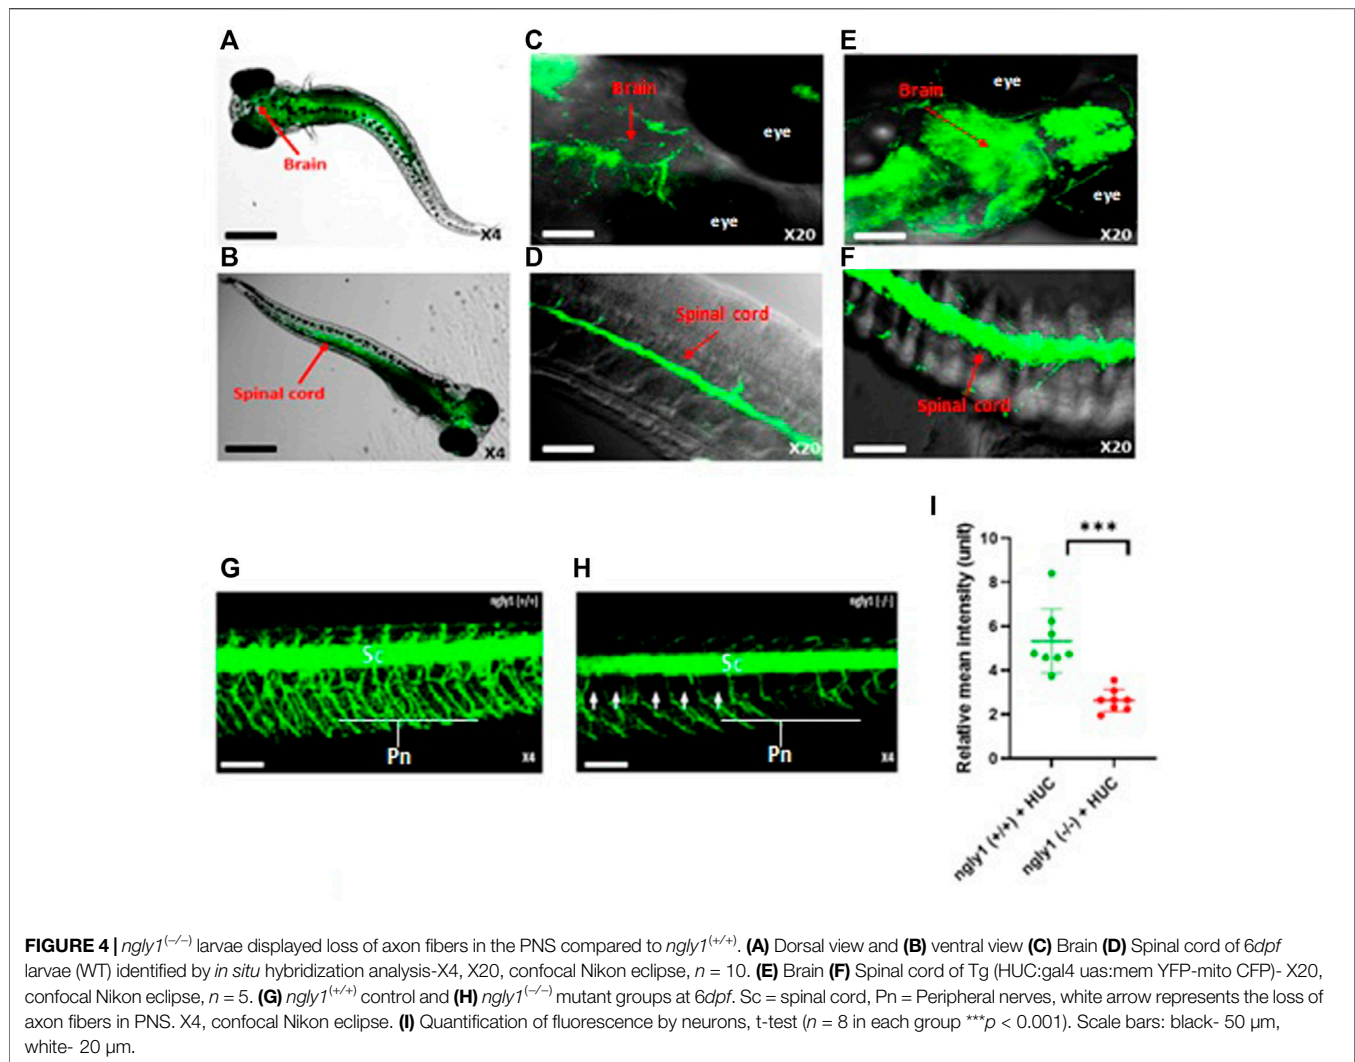 A
Brain
X4
C
Brain
eye
eye
X20
E
eye
Brain
eye
X20
B
Spinal cord
X4
D
Spinal cord
X20
F
Spinal cord
X20
G
ngly1 (+/+)
Sc
Pn
X4
H
ngly1 (-/-)
Sc
Pn
X4
I
***
Relative mean intensity (unit)
10
8
6
4
2
0
ngly1 (+/+) + HUC
ngly1 (-/-) + HUC
FIGURE 4 | ngly1(−/−) larvae displayed loss of axon fibers in the PNS compared to ngly1(+/+). (A) Dorsal view and (B) ventral view (C) Brain (D) Spinal cord of 6dpf
larvae (WT) identified by in situ hybridization analysis-X4, X20, confocal Nikon eclipse, n = 10. (E) Brain (F) Spinal cord of Tg (HUC:gal4 uas:mem YFP-mito CFP)- X20,
confocal Nikon eclipse, n = 5. (G) ngly1(+/+) control and (H) ngly1(−/−) mutant groups at 6dpf. Sc = spinal cord, Pn = Peripheral nerves, white arrow represents the loss of
axon fibers in PNS. X4, confocal Nikon eclipse. (I) Quantification of fluorescence by neurons, t-test (n = 8 in each group ***p < 0.001). Scale bars: black- 50 μm,
white- 20 μm.